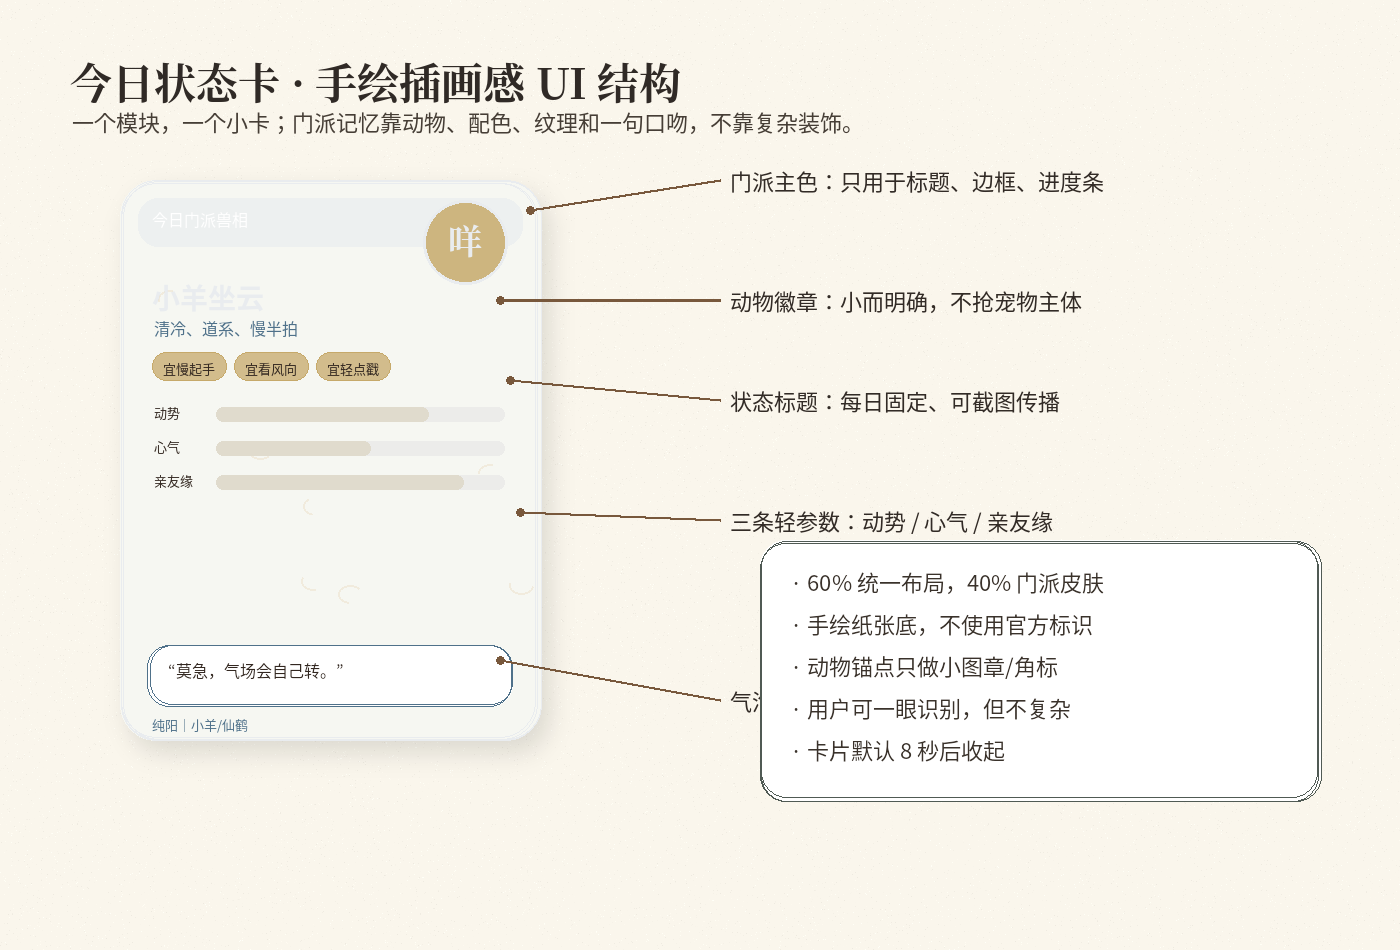 今日状态卡 · 手绘插画感 UI 结构
一个模块，一个小卡；门派记忆靠动物、配色、纹理和一句口吻，不靠复杂装饰。
今日门派兽相
咩
小羊坐云
清冷、道系、慢半拍
宜慢起手 宜看风向 宜轻点戳
动势
心气
亲友缘
“莫急，气场会自己转。”
纯阳｜小羊/仙鹤
门派主色：只用于标题、边框、进度条
动物徽章：小而明确，不抢宠物主体
状态标题：每日固定、可截图传播
三条轻参数：动势 / 心气 / 亲友缘
气
· 60% 统一布局，40% 门派皮肤
· 手绘纸张底，不使用官方标识
· 动物锚点只做小图章/角标
· 用户可一眼识别，但不复杂
· 卡片默认 8 秒后收起